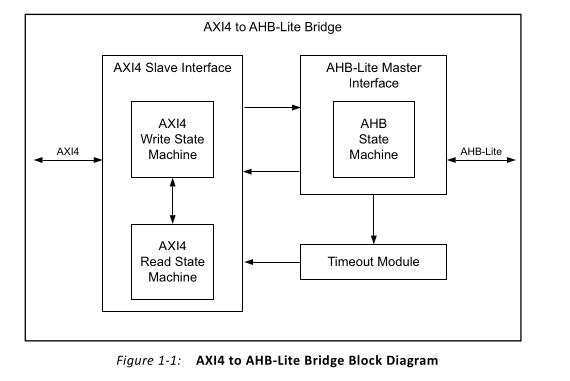 AXI4 to AHB-Lite Bridge
AXI4 Slave Interface
AXI4
Write State
Machine
AXI4
Read State
Machine
AHB-Lite Master
Interface
AHB
State
Machine
Timeout Module
AXI4
AHB-Lite
Figure 1-1: AXI4 to AHB-Lite Bridge Block Diagram